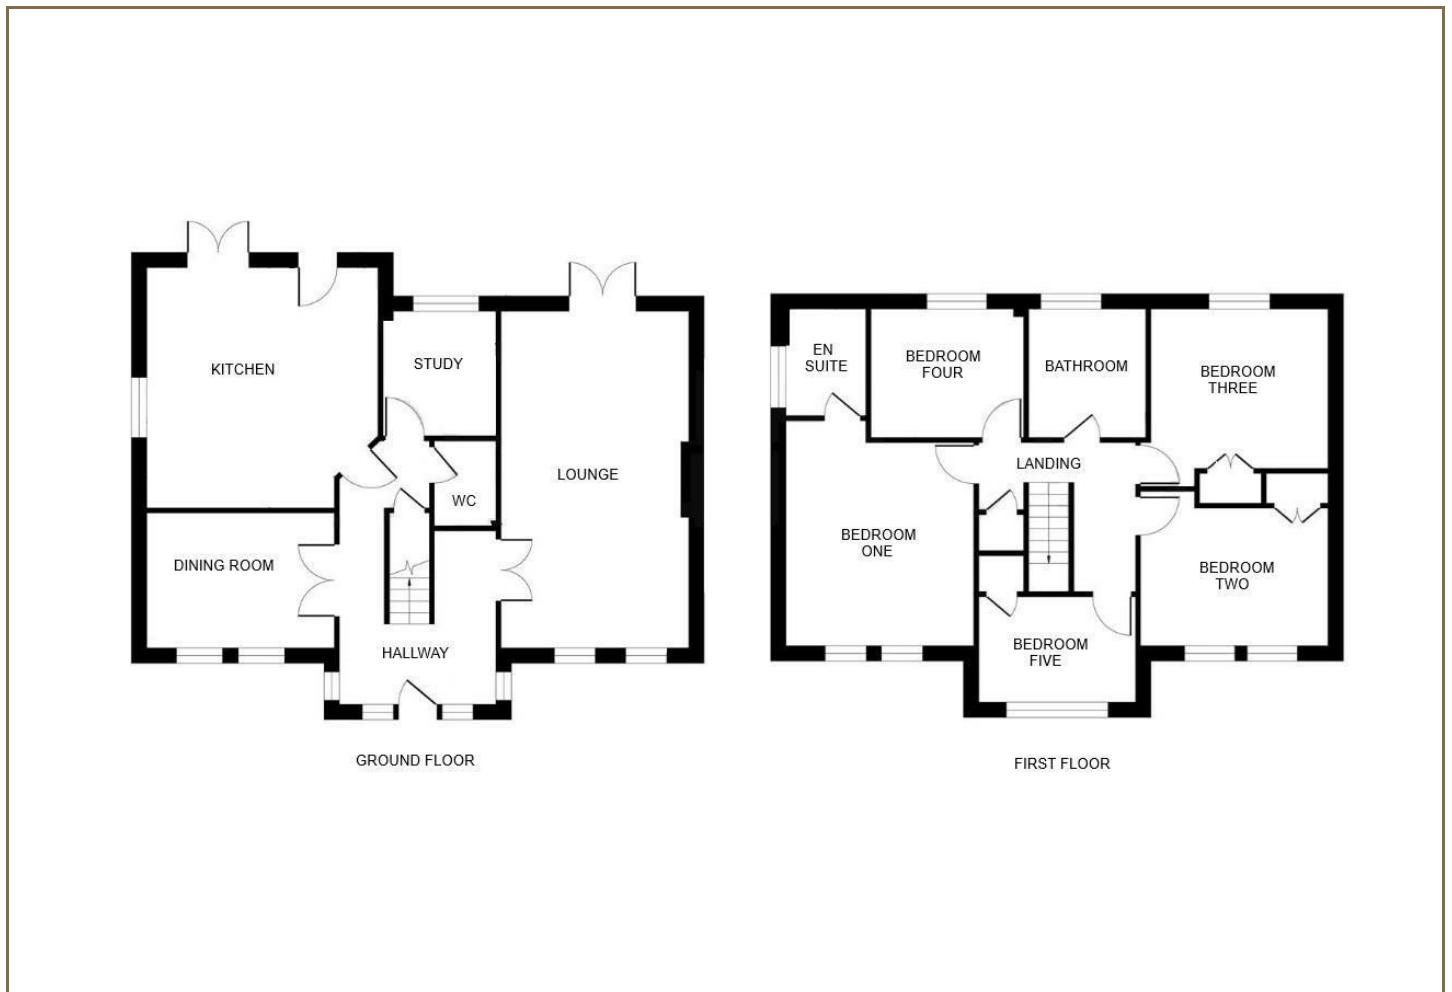 KITCHEN
STUDY
LOUNGE
WC
DINING ROOM
HALLWAY
GROUND FLOOR
EN
SUITE
BEDROOM
FOUR
BATHROOM
BEDROOM
THREE
LANDING
BEDROOM
ONE
BEDROOM
TWO
BEDROOM
FIVE
FIRST FLOOR